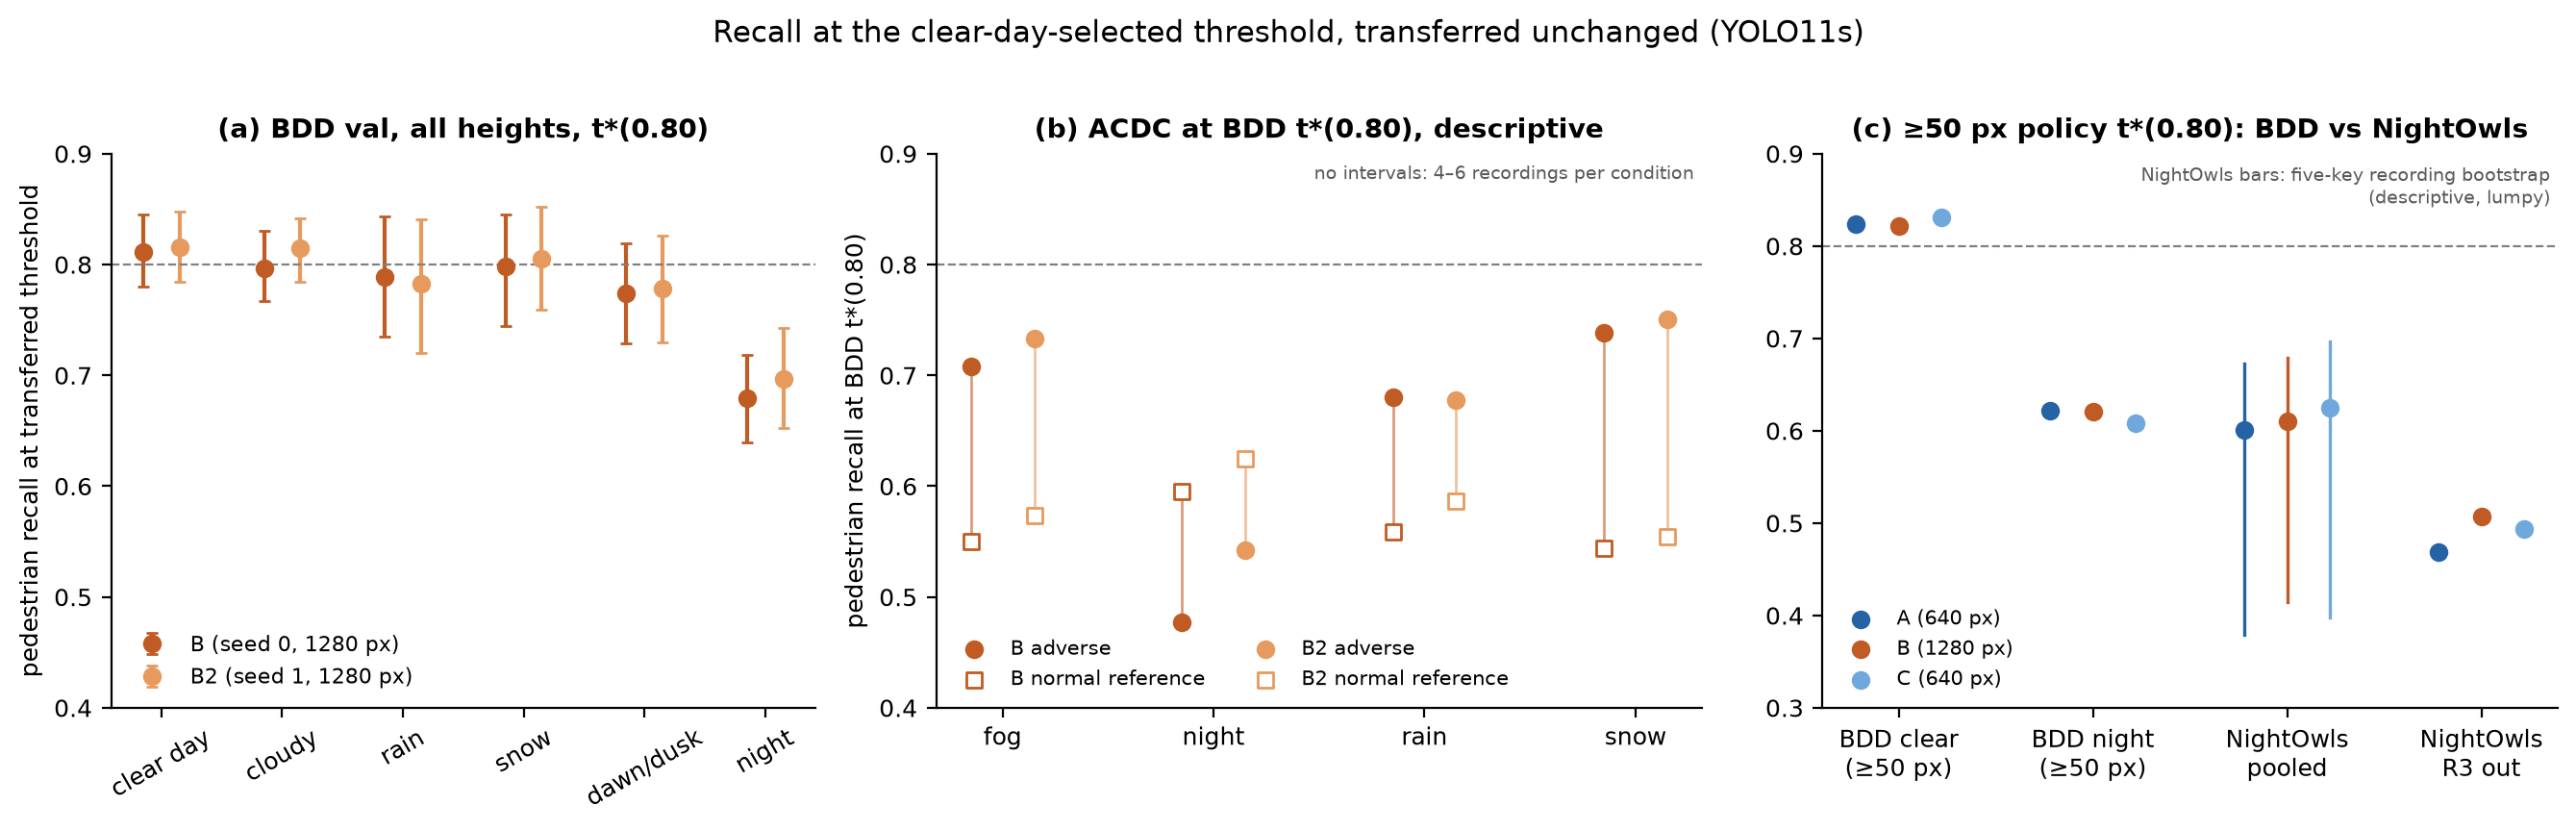 Recall at the clear-day-selected threshold, transferred unchanged (YOLO11s)
(a) BDD val, all heights, t*(0.80)
pedestrian recall at transferred threshold
0.9
0.8
0.7
0.6
0.5
0.4
B (seed 0, 1280 px)
B2 (seed 1, 1280 px)
clear day
cloudy
rain
snow
dawn/dusk
night
(b) ACDC at BDD t*(0.80), descriptive
no intervals: 4–6 recordings per condition
pedestrian recall at BDD t*(0.80)
0.9
0.8
0.7
0.6
0.5
0.4
B adverse
B normal reference
B2 adverse
B2 normal reference
fog
night
rain
snow
(c) ≥50 px policy t*(0.80): BDD vs NightOwls
NightOwls bars: five-key recording bootstrap
(descriptive, lumpy)
0.9
0.8
0.7
0.6
0.5
0.4
0.3
A (640 px)
B (1280 px)
C (640 px)
BDD clear
(≥50 px)
BDD night
(≥50 px)
NightOwls
pooled
NightOwls
R3 out